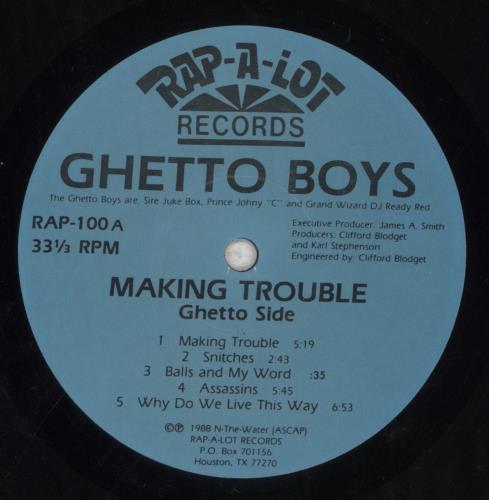 RAP-A-LOT
RECORDS
GHETTO BOYS
The Ghetto Boys are. Sire Juke Box, Prince Johny "C" and Grand Wizard DJ Ready Red
RAP-100 A
33⅓ RPM
Executive Producer: James A. Smith
Producers: Clifford Blodget
and Karl Stephenson
Engineered by: Clifford Blodget
MAKING TROUBLE
Ghetto Side
1 Making Trouble 5:19
2 Snitches 2:43
3 Balls and My Word :35
4 Assassins 5:45
5 Why Do We Live This Way 6:53
©℗ 1988 N-The-Water (ASCAP)
RAP-A-LOT RECORDS
P.O. Box 701156
Houston, TX 77270